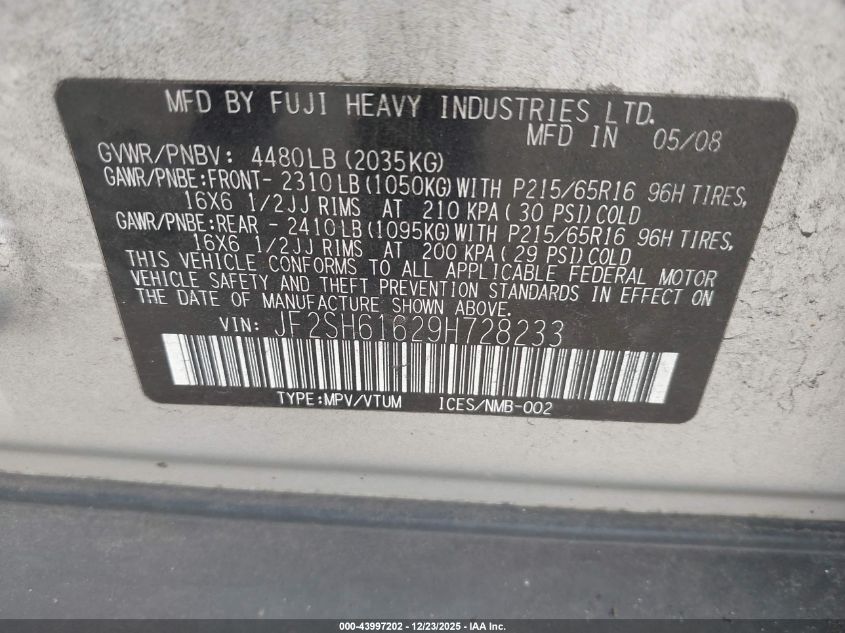 MFD BY FUJI HEAVY INDUSTRIES LTD.
MFD IN 05/08
GVWR/PNBV: 4480LB (2035KG)
GAWR/PNBE:FRONT- 2310LB(1050KG)WITH P215/65R16 96H TIRES,
16X6 1/2JJ RIMS AT 210 KPA( 30 PSI)COLD
GAWR/PNBE:REAR - 2410LB(1095KG)WITH P215/65R16 96H TIRES,
16X6 1/2JJ RIMS AT 200 KPA( 29 PSI)COLD
THIS VEHICLE CONFORMS TO ALL APPLICABLE FEDERAL MOTOR
VEHICLE SAFETY AND THEFT PREVENTION STANDARDS IN EFFECT ON
THE DATE OF MANUFACTURE SHOWN ABOVE.
VIN: JF2SH61629H728233
TYPE:MPV/VTUM ICES/NMB-002
000-43997202 - 12/23/2025 - IAA Inc.